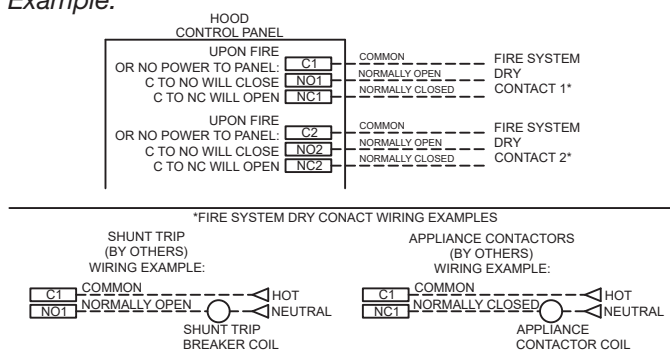 Example:
HOOD
CONTROL PANEL
UPON FIRE
OR NO POWER TO PANEL:
C TO NO WILL CLOSE
C TO NC WILL OPEN
C1
NO1
NC1
COMMON
NORMALLY OPEN
NORMALLY CLOSED
FIRE SYSTEM
DRY
CONTACT 1*
UPON FIRE
OR NO POWER TO PANEL:
C TO NO WILL CLOSE
C TO NC WILL OPEN
C2
NO2
NC2
COMMON
NORMALLY OPEN
NORMALLY CLOSED
FIRE SYSTEM
DRY
CONTACT 2*
*FIRE SYSTEM DRY CONACT WIRING EXAMPLES
SHUNT TRIP
(BY OTHERS)
WIRING EXAMPLE:
C1 COMMON HOT
NO1 NORMALLY OPEN NEUTRAL
SHUNT TRIP
BREAKER COIL
APPLIANCE CONTACTORS
(BY OTHERS)
WIRING EXAMPLE:
C1 COMMON HOT
NC1 NORMALLY CLOSED NEUTRAL
APPLIANCE
CONTACTOR COIL